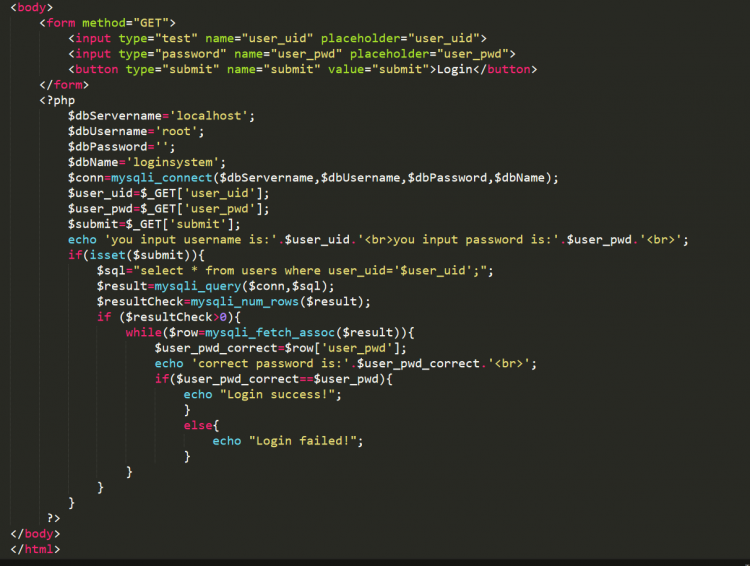 <body>
<form method="GET">
<input type="test" name="user_uid" placeholder="user_uid">
<input type="password" name="user_pwd" placeholder="user_pwd">
<button type="submit" name="submit" value="submit">Login</button>
</form>
<?php
$dbServername='localhost';
$dbUsername='root';
$dbPassword='';
$dbName='loginsystem';
$conn=mysqli_connect($dbServername,$dbUsername,$dbPassword,$dbName);
$user_uid=$_GET['user_uid'];
$user_pwd=$_GET['user_pwd'];
$submit=$_GET['submit'];
echo 'you input username is:'.$user_uid.'<br>you input password is:'.$user_pwd.'<br>';
if(isset($submit)){
$sql="select * from users where user_uid='$user_uid';";
$result=mysqli_query($conn,$sql);
$resultCheck=mysqli_num_rows($result);
if ($resultCheck>0){
while($row=mysqli_fetch_assoc($result)){
$user_pwd_correct=$row['user_pwd'];
echo 'correct password is:'.$user_pwd_correct.'<br>';
if($user_pwd_correct==$user_pwd){
echo "Login success!";
}
else{
echo "Login failed!";
}
}
}
}
?>
</body>
</html>